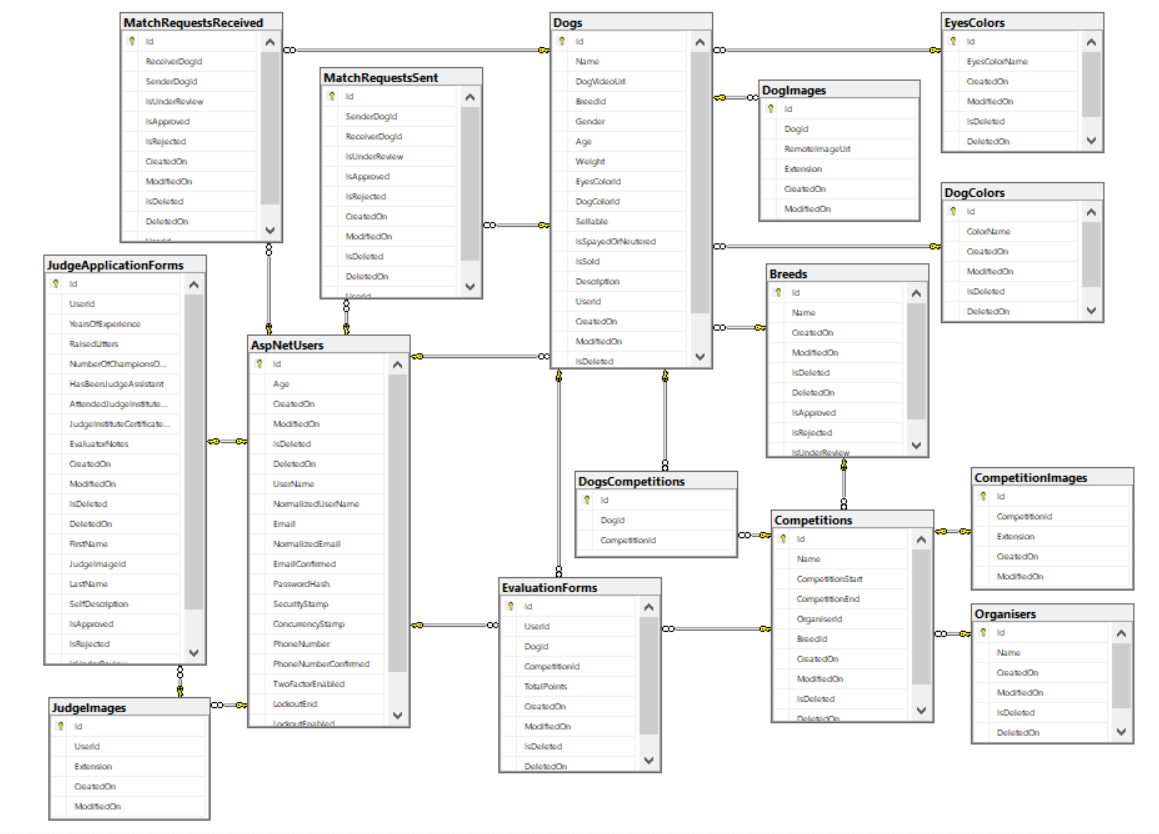 MatchRequestsReceived
Id
ReceiverDogId
SenderDogId
IsUnderReview
IsApproved
IsRejected
CreatedOn
ModifiedOn
IsDeleted
DeletedOn
UserId
MatchRequestsSent
Id
SenderDogId
ReceiverDogId
IsUnderReview
IsApproved
IsRejected
CreatedOn
ModifiedOn
IsDeleted
DeletedOn
UserId
Dogs
Id
Name
DogVideoUrl
BreedId
Gender
Age
Weight
EyesColorId
DogColorId
Sellable
IsSpayedOrNeutered
IsSold
Description
UserId
CreatedOn
ModifiedOn
IsDeleted
EyesColors
Id
EyesColorName
CreatedOn
ModifiedOn
IsDeleted
DeletedOn
DogImages
Id
DogId
RemoteImageUrl
Extension
CreatedOn
ModifiedOn
DogColors
Id
ColorName
CreatedOn
ModifiedOn
IsDeleted
DeletedOn
JudgeApplicationForms
Id
UserId
YearsOfExperience
RaisedLitters
NumberOfChampionsO...
HasBeenJudgeAssistant
AttendedJudgeInstitute...
JudgeInstituteCertificate...
EvaluatorNotes
CreatedOn
ModifiedOn
IsDeleted
DeletedOn
FirstName
JudgeImageId
LastName
SelfDescription
IsApproved
IsRejected
IsUnderReview
Breeds
Id
Name
CreatedOn
ModifiedOn
IsDeleted
DeletedOn
IsApproved
IsRejected
IsUnderReview
AspNetUsers
Id
Age
CreatedOn
ModifiedOn
IsDeleted
DeletedOn
UserName
NormalizedUserName
Email
NormalizedEmail
EmailConfirmed
PasswordHash
SecurityStamp
ConcurrencyStamp
PhoneNumber
PhoneNumberConfirmed
TwoFactorEnabled
LockoutEnd
LockoutEnabled
DogsCompetitions
Id
DogId
CompetitionId
CompetitionImages
Id
CompetitionId
Extension
CreatedOn
ModifiedOn
Competitions
Id
Name
CompetitionStart
CompetitionEnd
OrganiserId
BreedId
CreatedOn
ModifiedOn
IsDeleted
DeletedOn
EvaluationForms
Id
UserId
DogId
CompetitionId
TotalPoints
CreatedOn
ModifiedOn
IsDeleted
DeletedOn
Organisers
Id
Name
CreatedOn
ModifiedOn
IsDeleted
DeletedOn
JudgeImages
Id
UserId
Extension
CreatedOn
ModifiedOn